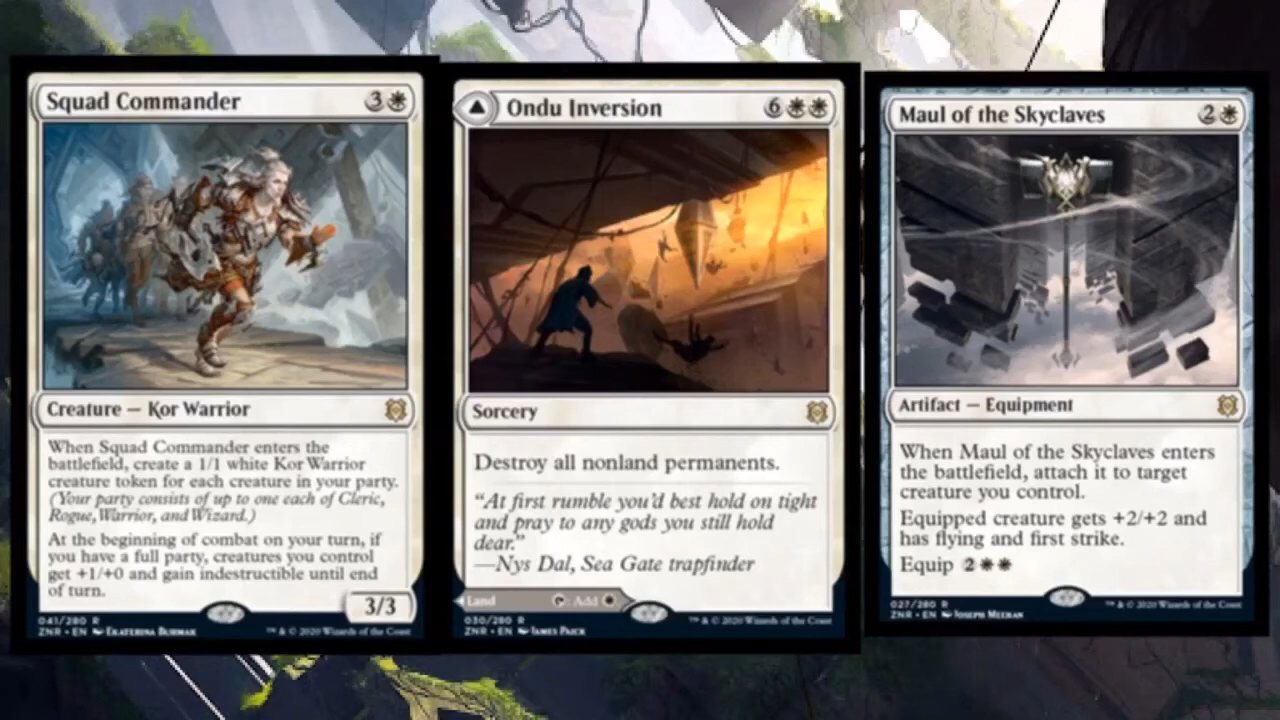 Squad Commander
3
Creature — Kor Warrior
When Squad Commander enters the
battlefield, create a 1/1 white Kor Warrior
creature token for each creature in your party.
(Your party consists of up to one each of Cleric,
Rogue, Warrior, and Wizard.)
At the beginning of combat on your turn, if
you have a full party, creatures you control
get +1/+0 and gain indestructible until end
of turn.
3/3
041/280 R
ZNR • EN Ekaterina Burmak
™ & © 2020 Wizards of the Coast
Ondu Inversion
6
Sorcery
Destroy all nonland permanents.
“At first rumble you’d best hold on tight
and pray to any gods you still hold
dear.”
—Nys Dal, Sea Gate trapfinder
Land
: Add
030/280 R
ZNR • EN James Paick
™ & © 2020 Wizards of the Coast
Maul of the Skyclaves
2
Artifact — Equipment
When Maul of the Skyclaves enters
the battlefield, attach it to target
creature you control.
Equipped creature gets +2/+2 and
has flying and first strike.
Equip 2
027/280 R
ZNR • EN Joseph Meehan
™ & © 2020 Wizards of the Coast